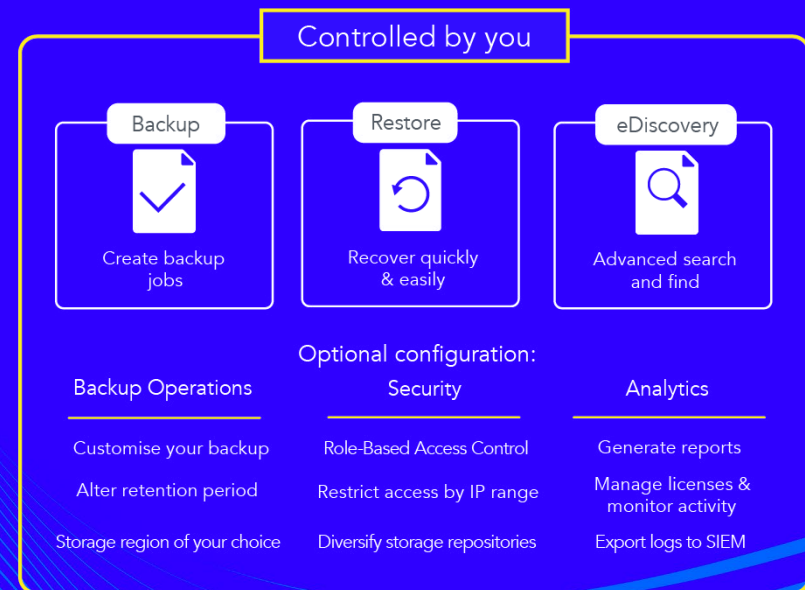 Controlled by you
Backup
Create backup
jobs
Restore
Recover quickly
& easily
eDiscovery
Advanced search
and find
Optional configuration:
Backup Operations
Customise your backup
Alter retention period
Storage region of your choice
Security
Role-Based Access Control
Restrict access by IP range
Diversify storage repositories
Analytics
Generate reports
Manage licenses &
monitor activity
Export logs to SIEM